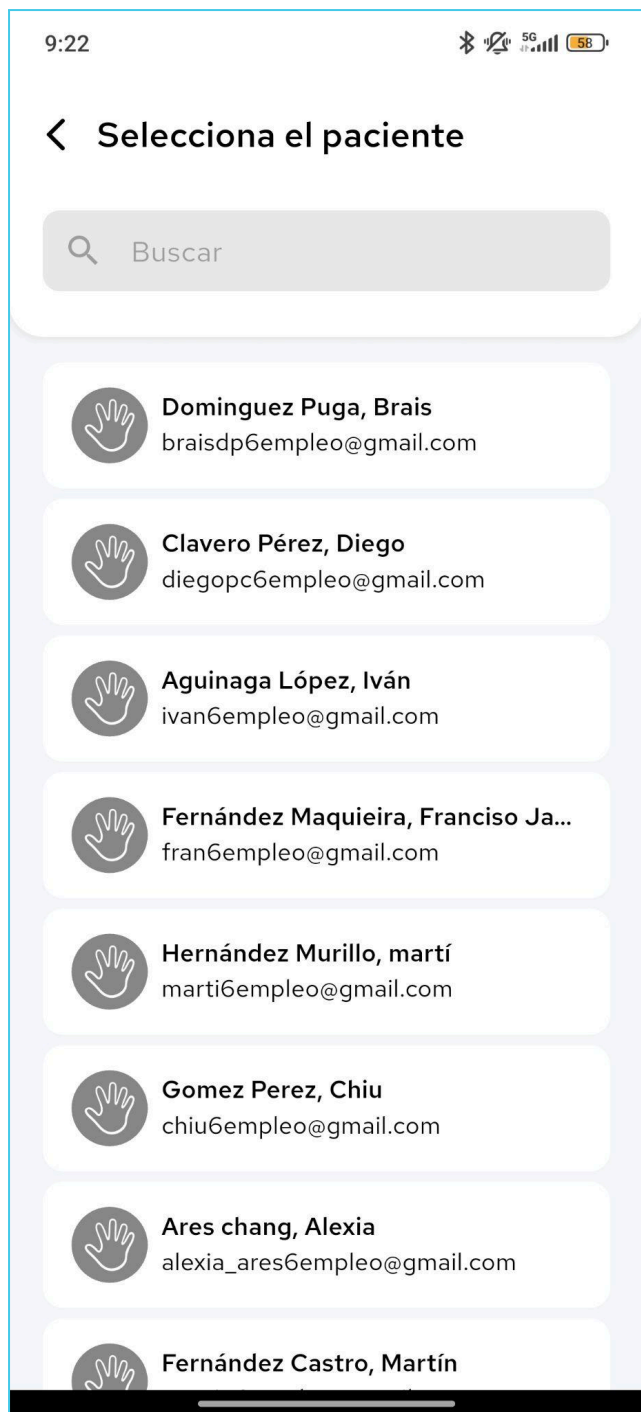 9:22
5G
58
Selecciona el paciente
Buscar
Dominguez Puga, Brais
braisdp6empleo@gmail.com
Clavero Pérez, Diego
diegopc6empleo@gmail.com
Aguinaga López, Iván
ivan6empleo@gmail.com
Fernández Maquieira, Franciso Ja...
fran6empleo@gmail.com
Hernández Murillo, martí
marti6empleo@gmail.com
Gomez Perez, Chiu
chiu6empleo@gmail.com
Ares chang, Alexia
alexia_ares6empleo@gmail.com
Fernández Castro, Martín